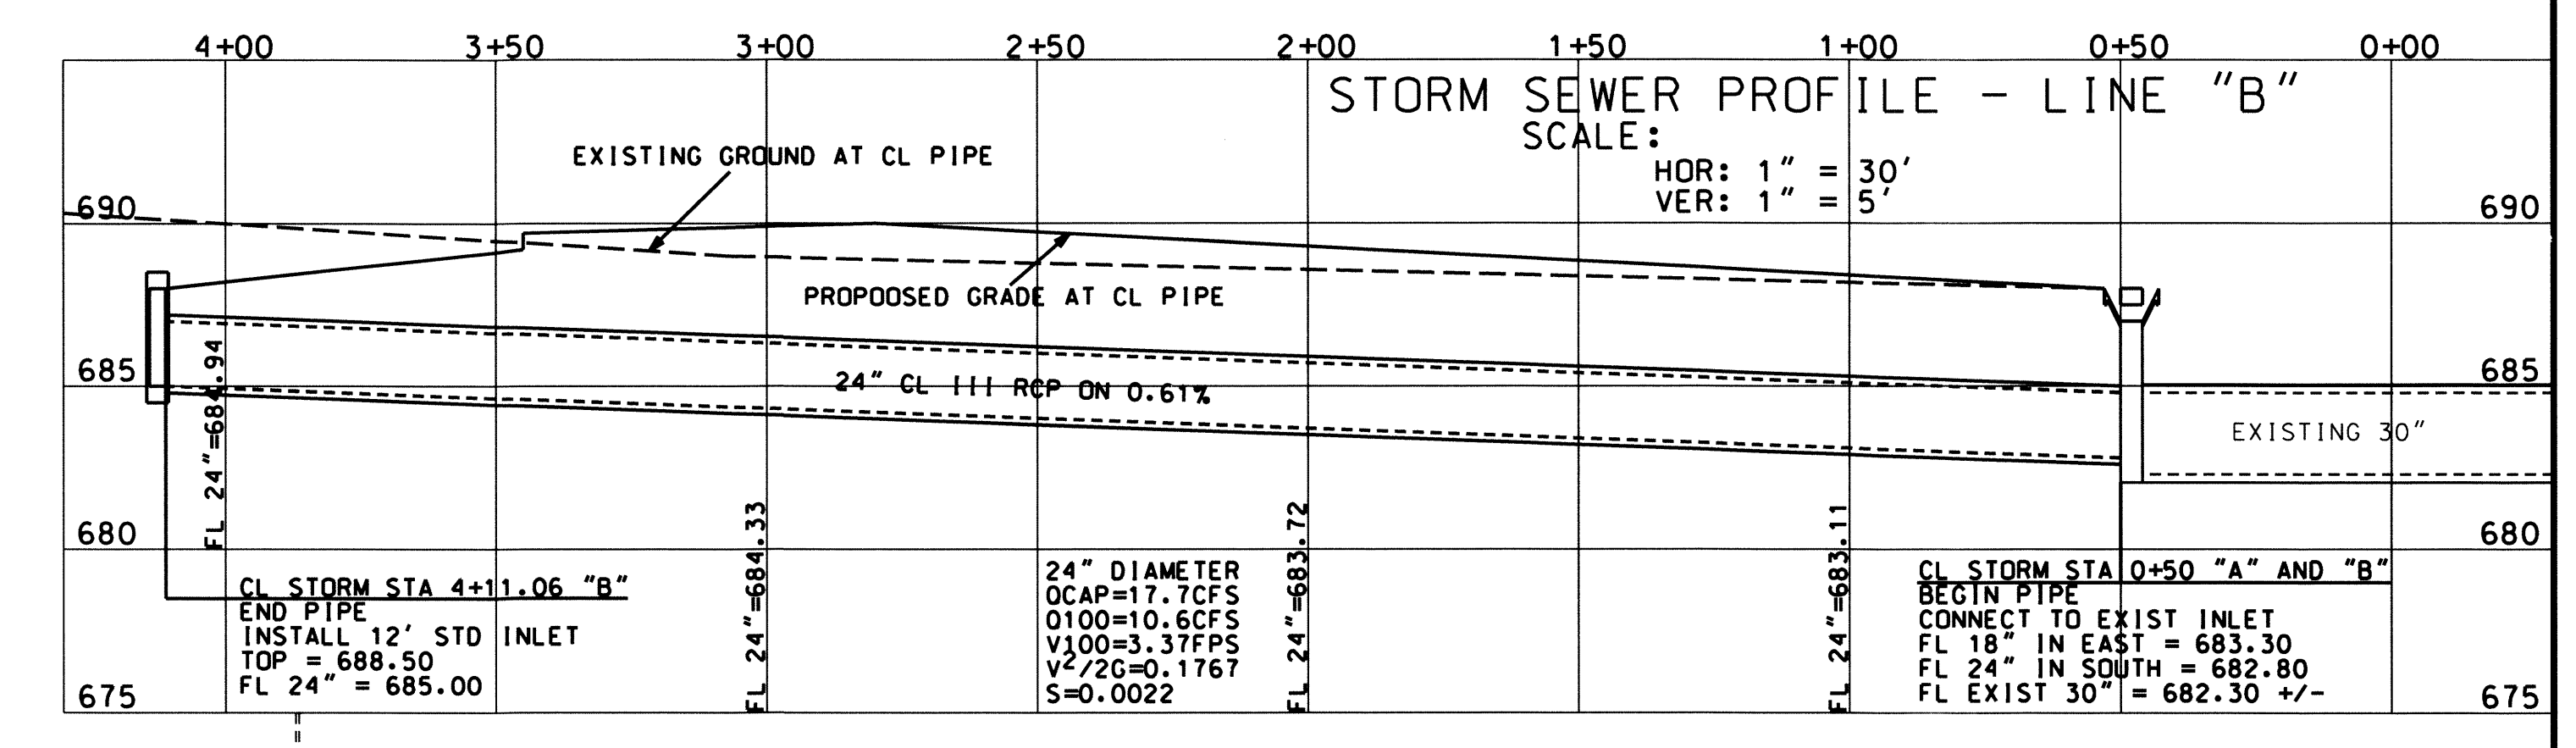 4+00 3+50 3+00 2+50 2+00 1+50 1+00 0+50 0+00
STORM SEWER PROFILE - LINE "B"
SCALE:
HOR: 1" = 30'
VER: 1" = 5'
EXISTING GROUND AT CL PIPE
690 690
PROPOOSED GRADE AT CL PIPE
685 685
24" CL III RCP ON 0.61%
EXISTING 30"
FL 24"=684.94
FL 24"=684.33
FL 24"=683.72
FL 24"=683.11
680 680
CL STORM STA 4+11.06 "B"
END PIPE
INSTALL 12' STD INLET
TOP = 688.50
FL 24" = 685.00
24" DIAMETER
QCAP=17.7CFS
Q100=10.6CFS
V100=3.37FPS
V²/2G=0.1767
S=0.0022
CL STORM STA 0+50 "A" AND "B"
BEGIN PIPE
CONNECT TO EXIST INLET
FL 18" IN EAST = 683.30
FL 24" IN SOUTH = 682.80
FL EXIST 30" = 682.30 +/-
675 675